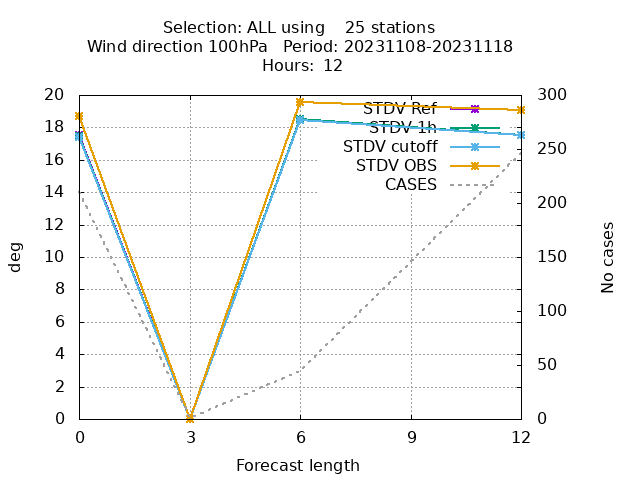 Selection: ALL using    25 stations
Wind direction 100hPa   Period: 20231108-20231118
Hours:  12
20
18
16
14
12
10
8
6
4
2
0
deg
300
250
200
150
100
50
0
No cases
STDV Ref
STDV 1h
STDV cutoff
STDV OBS
CASES
0 3 6 9 12
Forecast length